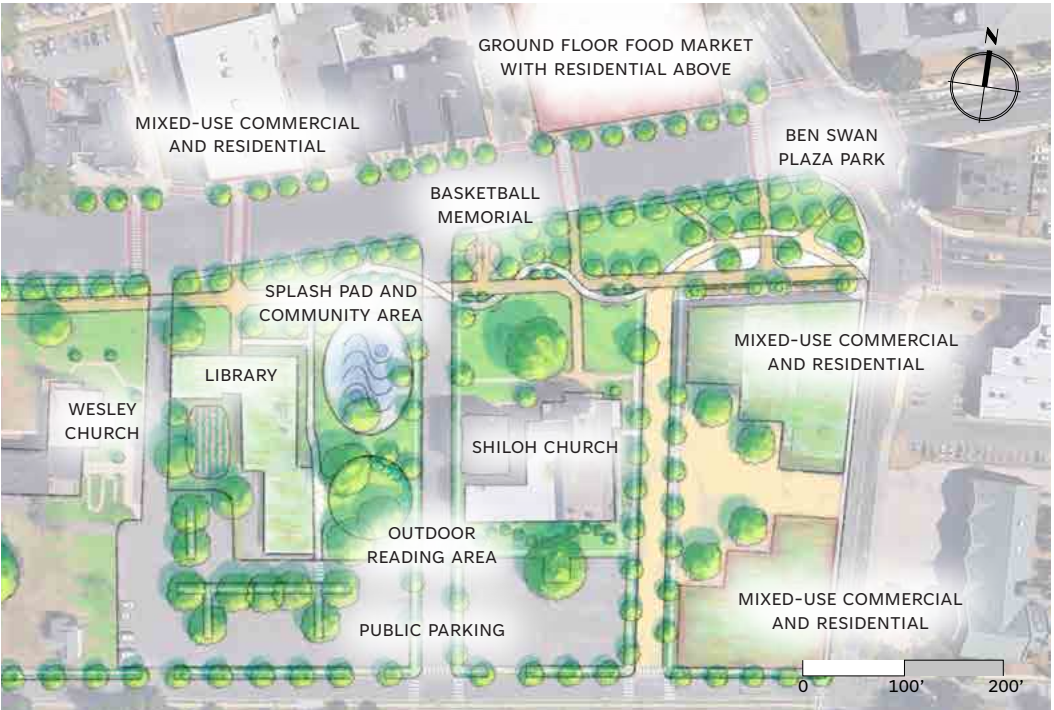 GROUND FLOOR FOOD MARKET
WITH RESIDENTIAL ABOVE
N
MIXED-USE COMMERCIAL
AND RESIDENTIAL
BEN SWAN
PLAZA PARK
BASKETBALL
MEMORIAL
SPLASH PAD AND
COMMUNITY AREA
MIXED-USE COMMERCIAL
AND RESIDENTIAL
LIBRARY
WESLEY
CHURCH
SHILOH CHURCH
OUTDOOR
READING AREA
MIXED-USE COMMERCIAL
AND RESIDENTIAL
PUBLIC PARKING
0 100' 200'